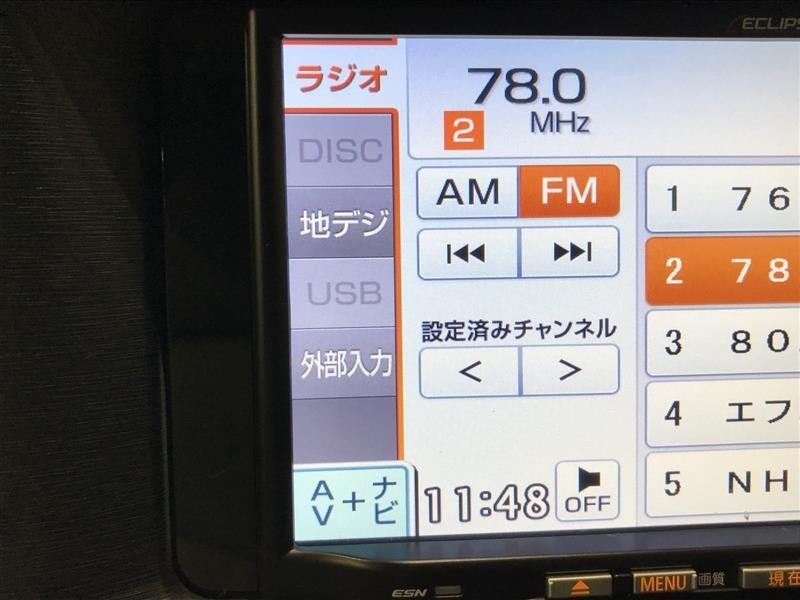 ECLIPS
ラジオ
78.0
2
MHz
DISC
AM
FM
1 76
地デジ
2 78
USB
設定済みチャンネル
3 80.
外部入力
<
>
4 エフ
AV+ナビ
11:48
OFF
5 NH
ESN
MENU
画質
現在